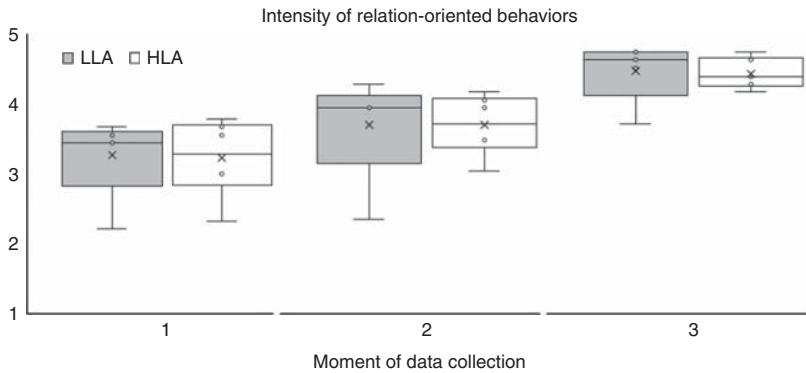 Intensity of relation-oriented behaviors
5
LLA HLA
4
3
2
1
1 2 3
Moment of data collection